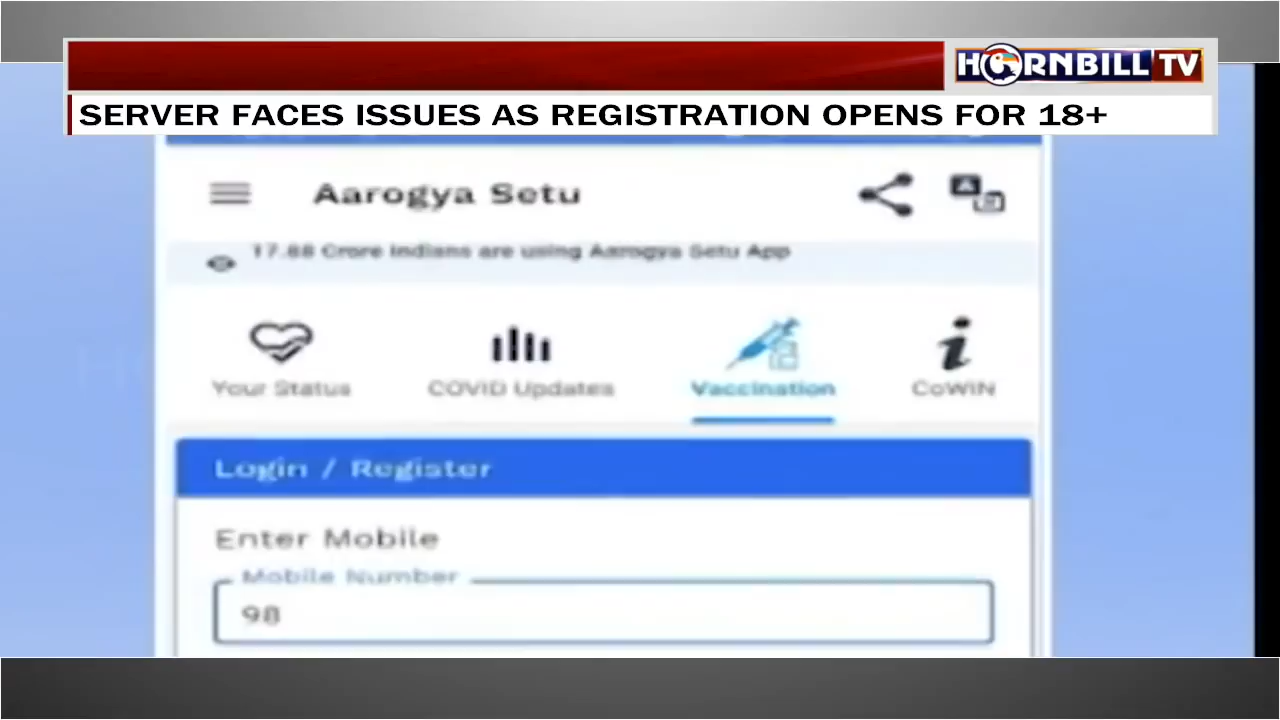 HORNBILL TV
SERVER FACES ISSUES AS REGISTRATION OPENS FOR 18+
Aarogya Setu
17.88 Crore Indians are using Aarogya Setu App
Your Status
COVID Updates
Vaccination
CoWIN
Login / Register
Enter Mobile
Mobile Number
98